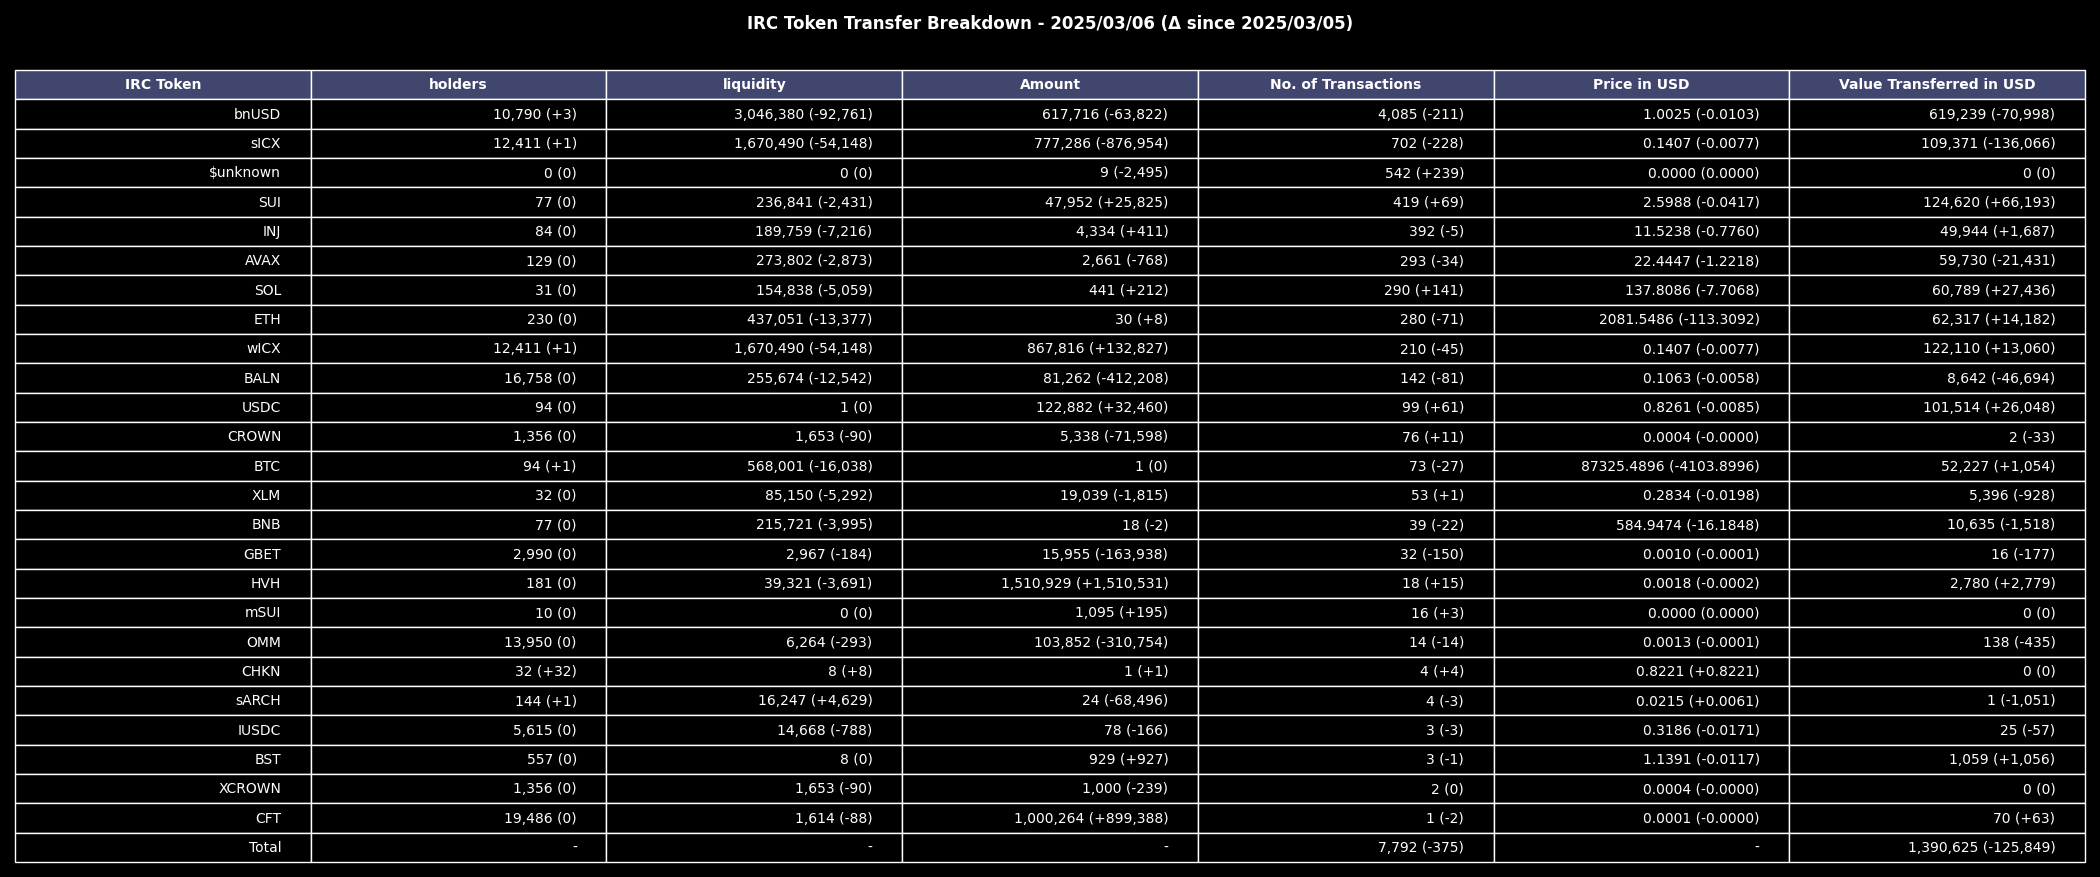 IRC Token Transfer Breakdown - 2025/03/06 (Δ since 2025/03/05)
IRC Token holders liquidity Amount No. of Transactions Price in USD Value Transferred in USD
bnUSD 10,790 (+3) 3,046,380 (-92,761) 617,716 (-63,822) 4,085 (-211) 1.0025 (-0.0103) 619,239 (-70,998)
sICX 12,411 (+1) 1,670,490 (-54,148) 777,286 (-876,954) 702 (-228) 0.1407 (-0.0077) 109,371 (-136,066)
$unknown 0 (0) 0 (0) 9 (-2,495) 542 (+239) 0.0000 (0.0000) 0 (0)
SUI 77 (0) 236,841 (-2,431) 47,952 (+25,825) 419 (+69) 2.5988 (-0.0417) 124,620 (+66,193)
INJ 84 (0) 189,759 (-7,216) 4,334 (+411) 392 (-5) 11.5238 (-0.7760) 49,944 (+1,687)
AVAX 129 (0) 273,802 (-2,873) 2,661 (-768) 293 (-34) 22.4447 (-1.2218) 59,730 (-21,431)
SOL 31 (0) 154,838 (-5,059) 441 (+212) 290 (+141) 137.8086 (-7.7068) 60,789 (+27,436)
ETH 230 (0) 437,051 (-13,377) 30 (+8) 280 (-71) 2081.5486 (-113.3092) 62,317 (+14,182)
wICX 12,411 (+1) 1,670,490 (-54,148) 867,816 (+132,827) 210 (-45) 0.1407 (-0.0077) 122,110 (+13,060)
BALN 16,758 (0) 255,674 (-12,542) 81,262 (-412,208) 142 (-81) 0.1063 (-0.0058) 8,642 (-46,694)
USDC 94 (0) 1 (0) 122,882 (+32,460) 99 (+61) 0.8261 (-0.0085) 101,514 (+26,048)
CROWN 1,356 (0) 1,653 (-90) 5,338 (-71,598) 76 (+11) 0.0004 (-0.0000) 2 (-33)
BTC 94 (+1) 568,001 (-16,038) 1 (0) 73 (-27) 87325.4896 (-4103.8996) 52,227 (+1,054)
XLM 32 (0) 85,150 (-5,292) 19,039 (-1,815) 53 (+1) 0.2834 (-0.0198) 5,396 (-928)
BNB 77 (0) 215,721 (-3,995) 18 (-2) 39 (-22) 584.9474 (-16.1848) 10,635 (-1,518)
GBET 2,990 (0) 2,967 (-184) 15,955 (-163,938) 32 (-150) 0.0010 (-0.0001) 16 (-177)
HVH 181 (0) 39,321 (-3,691) 1,510,929 (+1,510,531) 18 (+15) 0.0018 (-0.0002) 2,780 (+2,779)
mSUI 10 (0) 0 (0) 1,095 (+195) 16 (+3) 0.0000 (0.0000) 0 (0)
OMM 13,950 (0) 6,264 (-293) 103,852 (-310,754) 14 (-14) 0.0013 (-0.0001) 138 (-435)
CHKN 32 (+32) 8 (+8) 1 (+1) 4 (+4) 0.8221 (+0.8221) 0 (0)
sARCH 144 (+1) 16,247 (+4,629) 24 (-68,496) 4 (-3) 0.0215 (+0.0061) 1 (-1,051)
IUSDC 5,615 (0) 14,668 (-788) 78 (-166) 3 (-3) 0.3186 (-0.0171) 25 (-57)
BST 557 (0) 8 (0) 929 (+927) 3 (-1) 1.1391 (-0.0117) 1,059 (+1,056)
XCROWN 1,356 (0) 1,653 (-90) 1,000 (-239) 2 (0) 0.0004 (-0.0000) 0 (0)
CFT 19,486 (0) 1,614 (-88) 1,000,264 (+899,388) 1 (-2) 0.0001 (-0.0000) 70 (+63)
Total - - - 7,792 (-375) - 1,390,625 (-125,849)